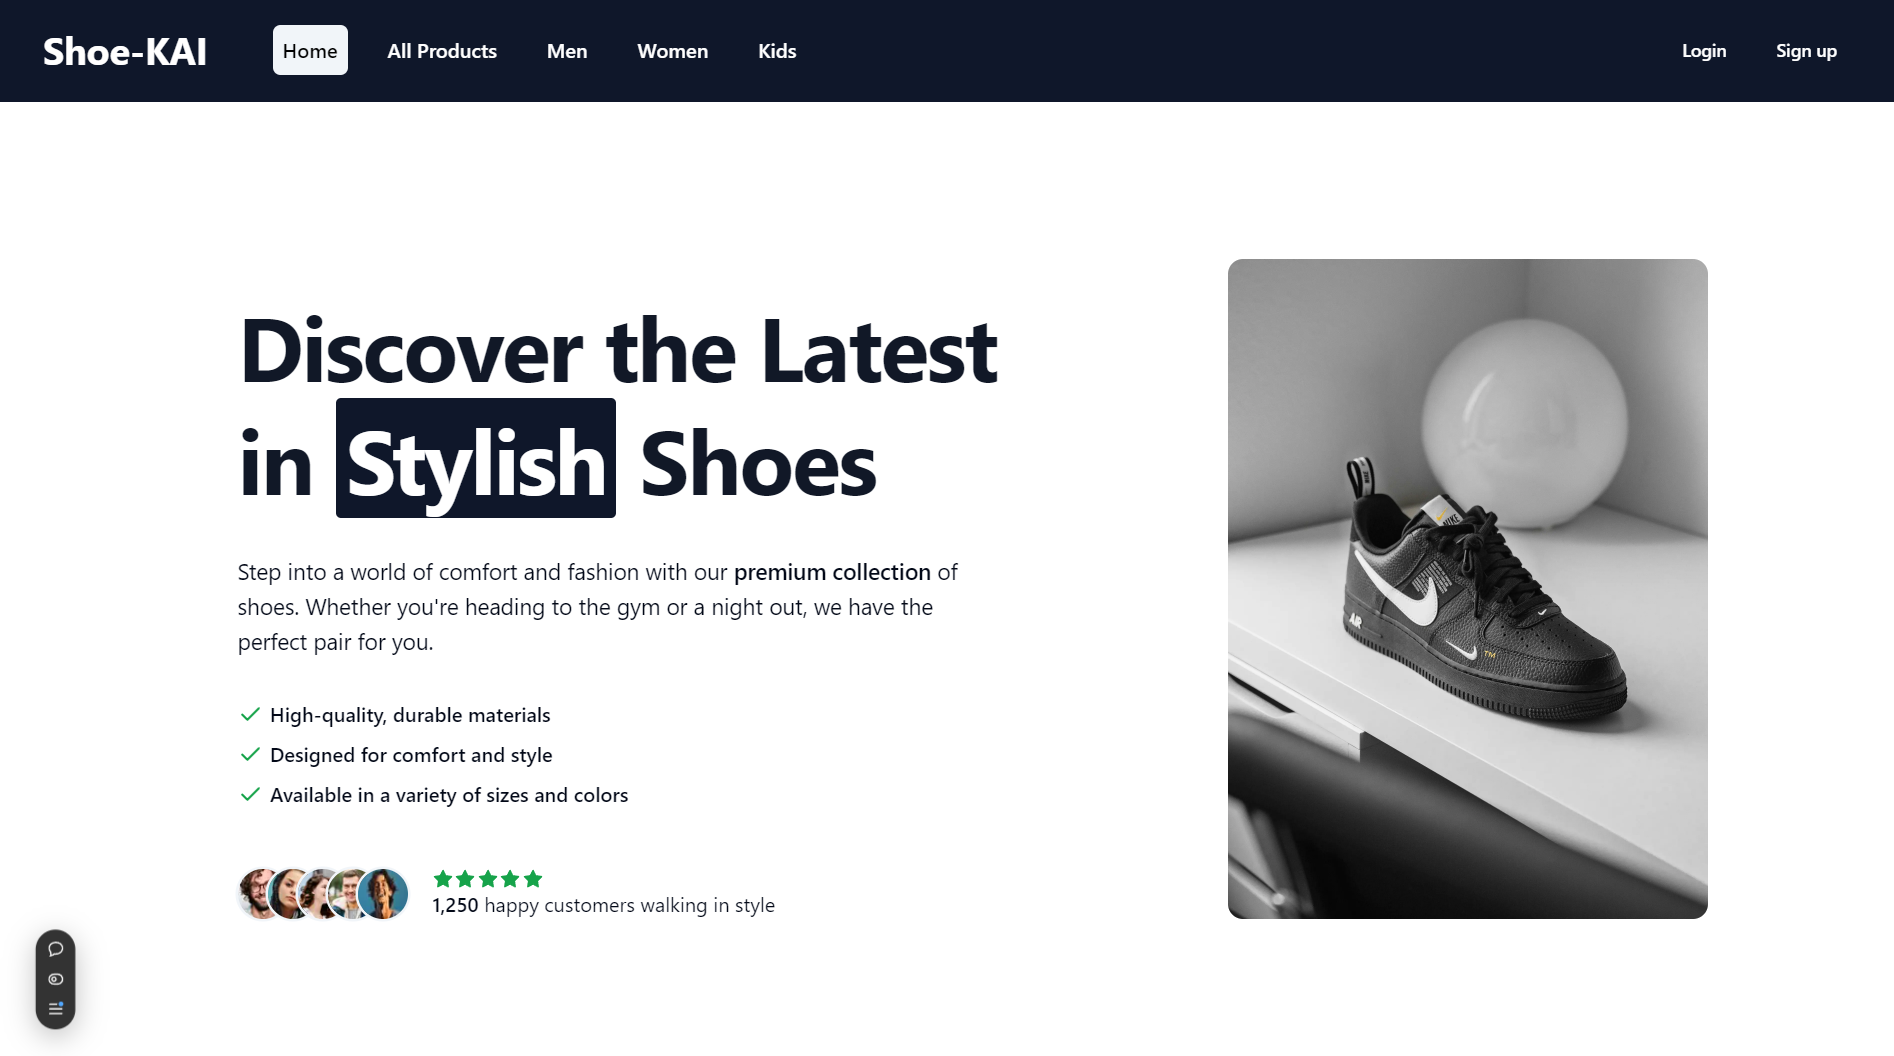 Shoe-KAI
Home
All Products
Men
Women
Kids
Login
Sign up
Discover the Latest
in Stylish Shoes
Step into a world of comfort and fashion with our premium collection of
shoes. Whether you're heading to the gym or a night out, we have the
perfect pair for you.
High-quality, durable materials
Designed for comfort and style
Available in a variety of sizes and colors
1,250 happy customers walking in style
AIR
TM